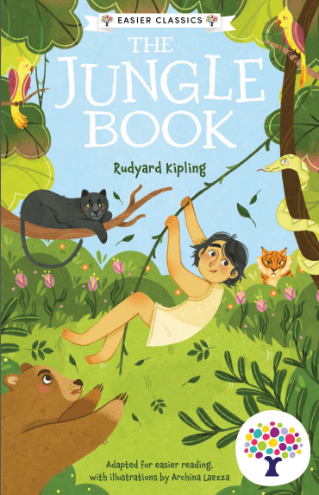 EASIER CLASSICS
THE
JUNGLE
BOOK
Rudyard Kipling
Adapted for easier reading,
with illustrations by Archina Laezza